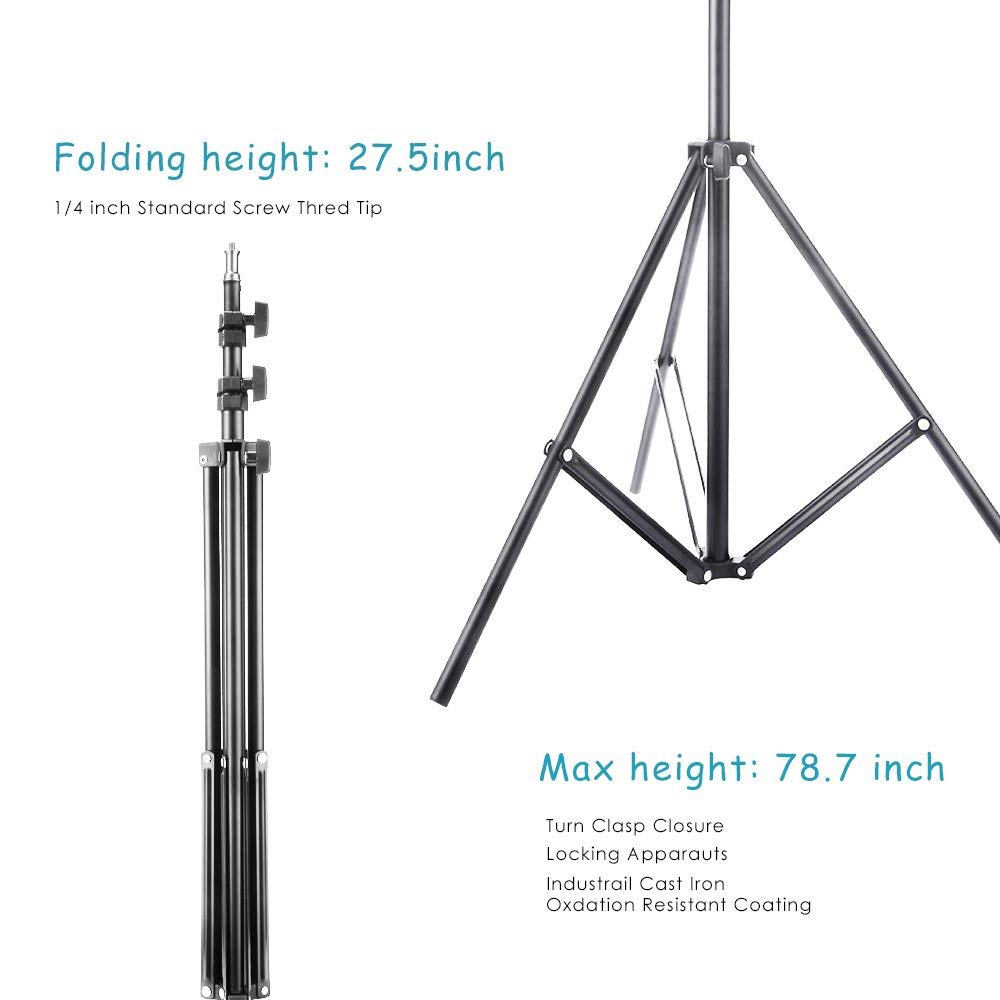 Folding height: 27.5inch
1/4 inch Standard Screw Thred Tip
Max height: 78.7 inch
Turn Clasp Closure
Locking Apparauts
Industrail Cast Iron
Oxdation Resistant Coating